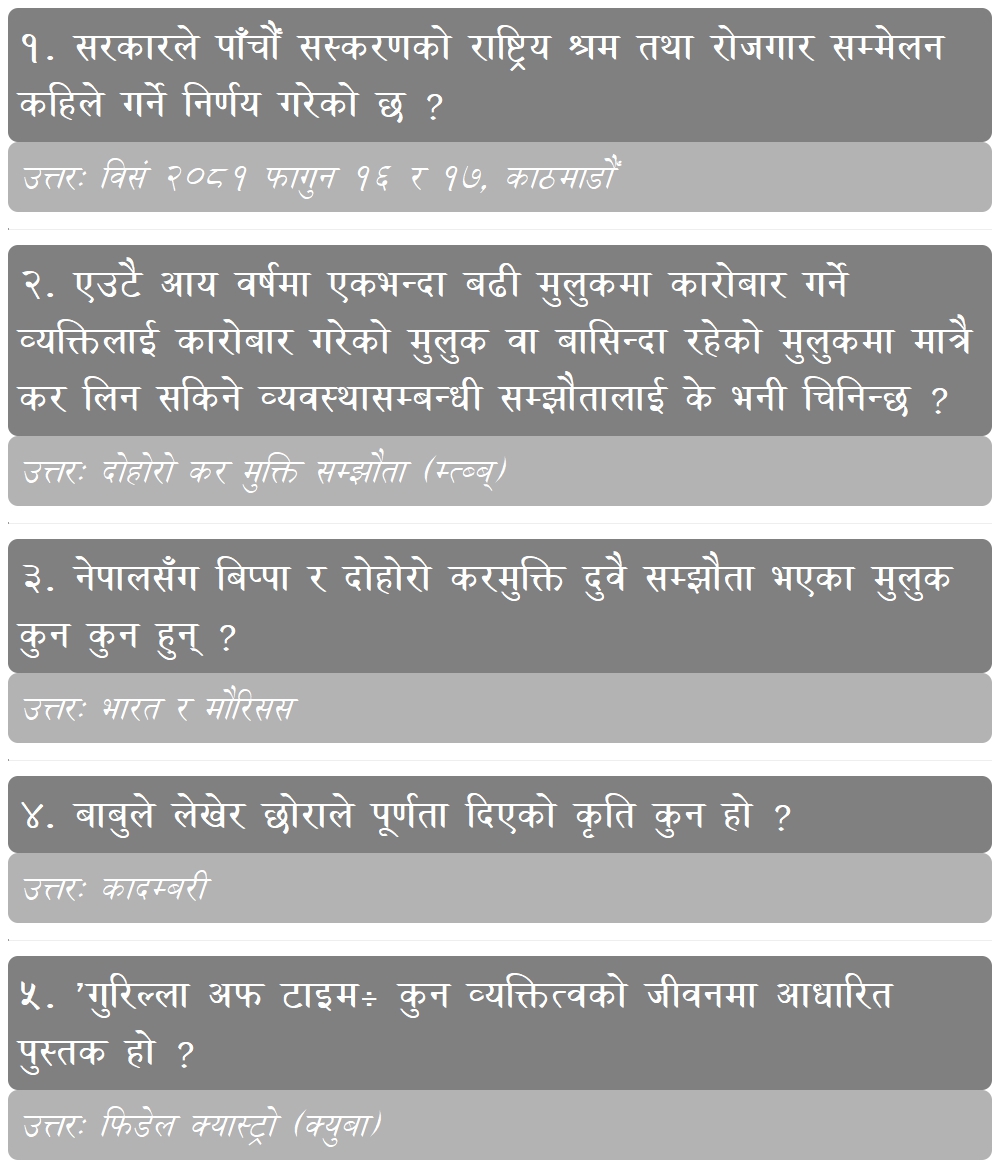 १. सरकारले पाँचौँ सस्करणको राष्ट्रिय श्रम तथा रोजगार सम्मेलन
कहिले गर्ने निर्णय गरेको छ ?
उत्तरः विसं २०८१ फागुन १६ र १७, काठमाडौँ
२. एउटै आय वर्षमा एकभन्दा बढी मुलुकमा कारोबार गर्ने
व्यक्तिलाई कारोबार गरेको मुलुक वा बासिन्दा रहेको मुलुकमा मात्रै
कर लिन सकिने व्यवस्थासम्बन्धी सम्झौतालाई के भनी चिनिन्छ ?
उत्तरः दोहोरो कर मुक्ति सम्झौता (म्त्ब्ब्)
३. नेपालसँग बिप्पा र दोहोरो करमुक्ति दुवै सम्झौता भएका मुलुक
कुन कुन हुन् ?
उत्तरः भारत र मौरिसस
४. बाबुले लेखेर छोराले पूर्णता दिएको कृति कुन हो ?
उत्तरः कादम्बरी
५. ’गुरिल्ला अफ टाइम÷ कुन व्यक्तित्वको जीवनमा आधारित
पुस्तक हो ?
उत्तरः फिडेल क्यास्ट्रो (क्युबा)